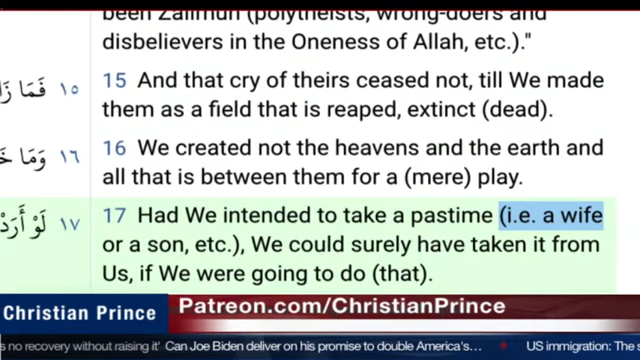 been Zalimun (polytheists, wrong-doers and
disbelievers in the Oneness of Allah, etc.)."
15 And that cry of theirs ceased not, till We made
them as a field that is reaped, extinct (dead).
١٥
16 We created not the heavens and the earth and
all that is between them for a (mere) play.
١٦
17 Had We intended to take a pastime (i.e. a wife
or a son, etc.), We could surely have taken it from
Us, if We were going to do (that).
١٧ لَوْ
Christian Prince
Patreon.com/ChristianPrince
s no recovery without raising it' Can Joe Biden deliver on his promise to double America's... US immigration: The